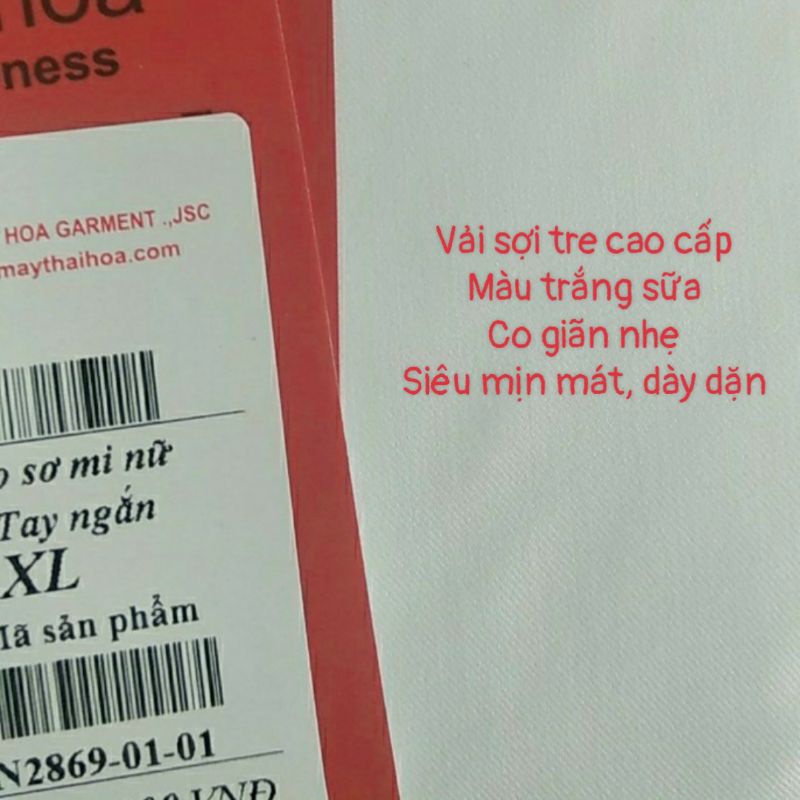 ness
HOA GARMENT .,JSC
maythaihoa.com
sơ mi nữ
Tay ngắn
XL
sản phẩm
N2869-01-01
VNĐ
Vải sợi tre cao cấp
Màu trắng sữa
Co giãn nhẹ
Siêu mịn mát, dày dặn